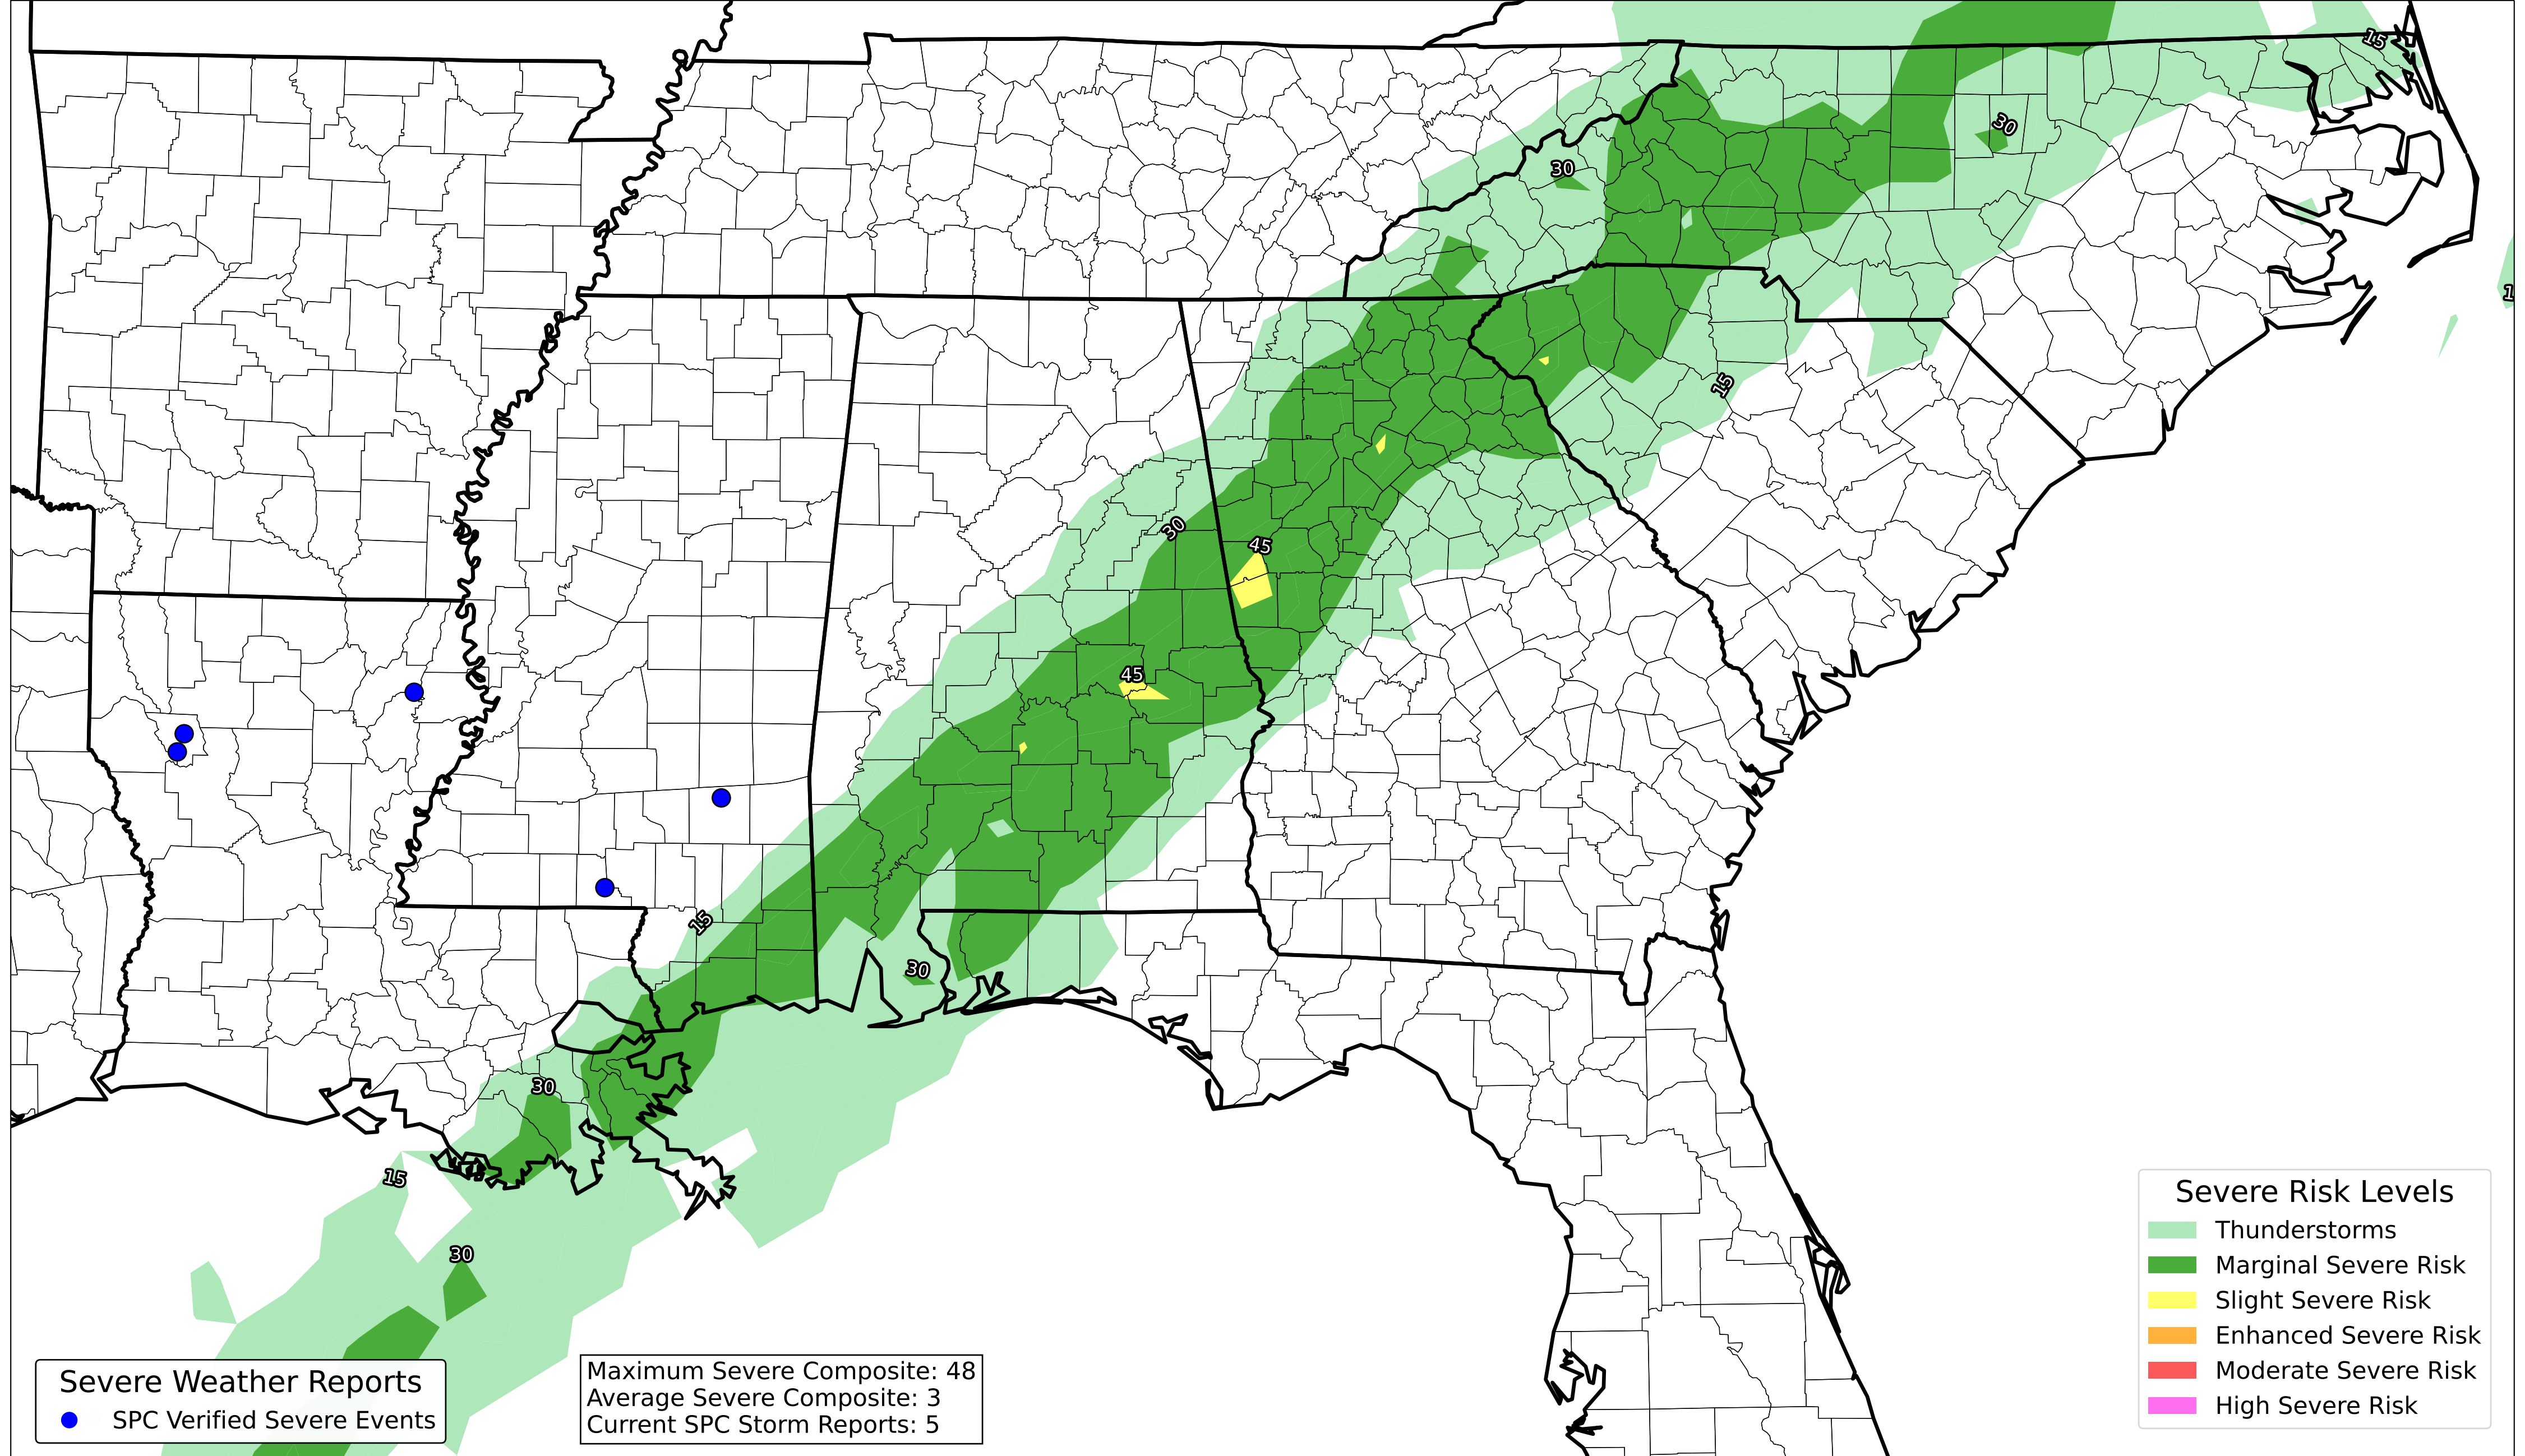 15
30
30
1
15
30
45
45
15
30
30
15
30
Severe Weather Reports
SPC Verified Severe Events
Maximum Severe Composite: 48
Average Severe Composite: 3
Current SPC Storm Reports: 5
Severe Risk Levels
Thunderstorms
Marginal Severe Risk
Slight Severe Risk
Enhanced Severe Risk
Moderate Severe Risk
High Severe Risk